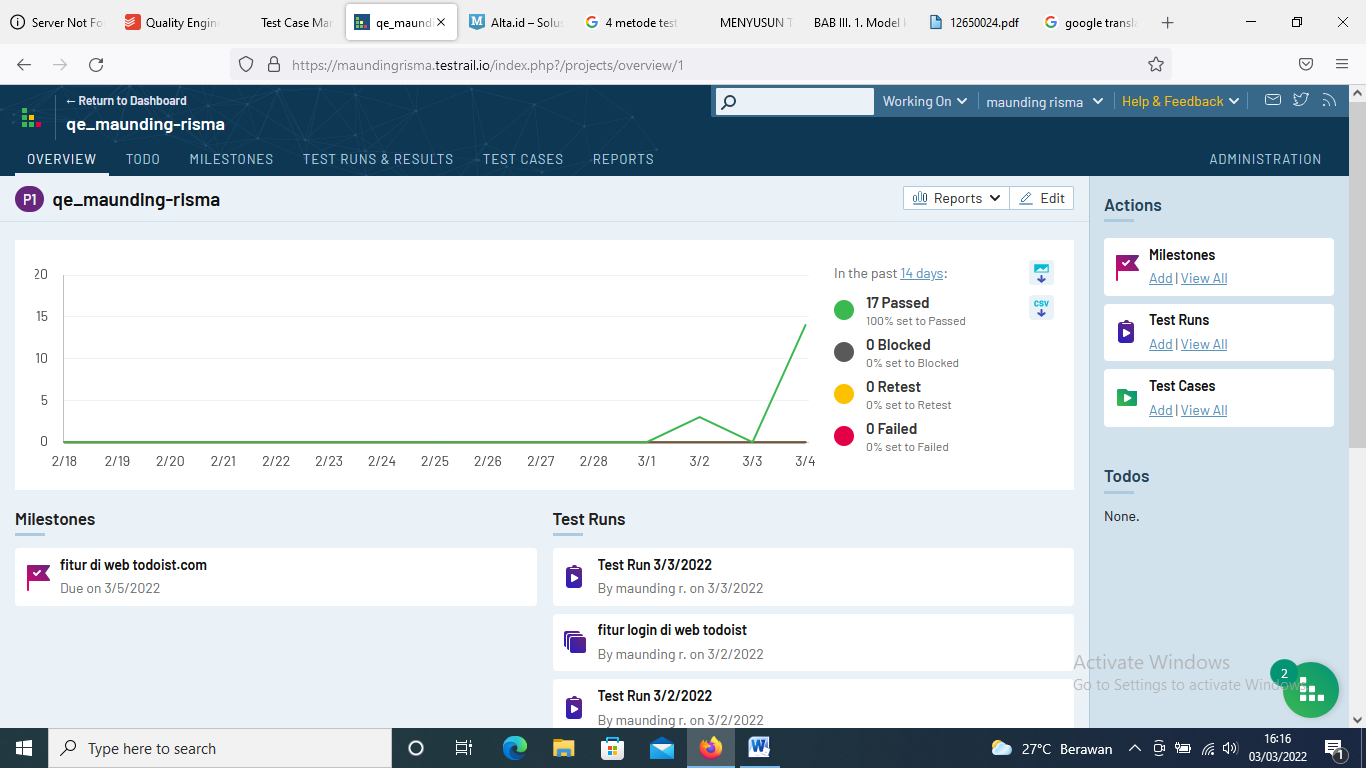 Server Not Fo
Quality Engin
Test Case Mar
qe_maundi
Alta.id – Solus
4 metode test
MENYUSUN T
BAB III. 1. Model
12650024.pdf
google transla
https://maundingrisma.testrail.io/index.php?/projects/overview/1
←Return to Dashboard
qe_maunding-risma
Working On
maunding risma
Help & Feedback
OVERVIEW
TODO
MILESTONES
TEST RUNS & RESULTS
TEST CASES
REPORTS
ADMINISTRATION
P1 qe_maunding-risma
Reports
Edit
20
15
10
5
0
2/18 2/19 2/20 2/21 2/22 2/23 2/24 2/25 2/26 2/27 2/28 3/1 3/2 3/3 3/4
In the past 14 days:
CSV
17 Passed
100% set to Passed
0 Blocked
0% set to Blocked
0 Retest
0% set to Retest
0 Failed
0% set to Failed
Milestones
fitur di web todoist.com
Due on 3/5/2022
Test Runs
Test Run 3/3/2022
By maunding r. on 3/3/2022
fitur login di web todoist
By maunding r. on 3/2/2022
Test Run 3/2/2022
By maunding r. on 3/2/2022
Actions
Milestones
Add | View All
Test Runs
Add | View All
Test Cases
Add | View All
Todos
None.
Activate Windows
Go to Settings to activate Windows.
2
Type here to search
27°C Berawan
16:16
03/03/2022
1